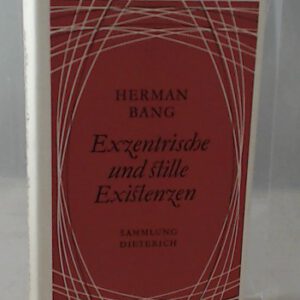 HERMAN
BANG
Exzentrische
und stille
Existenzen
SAMMLUNG
DIETERICH